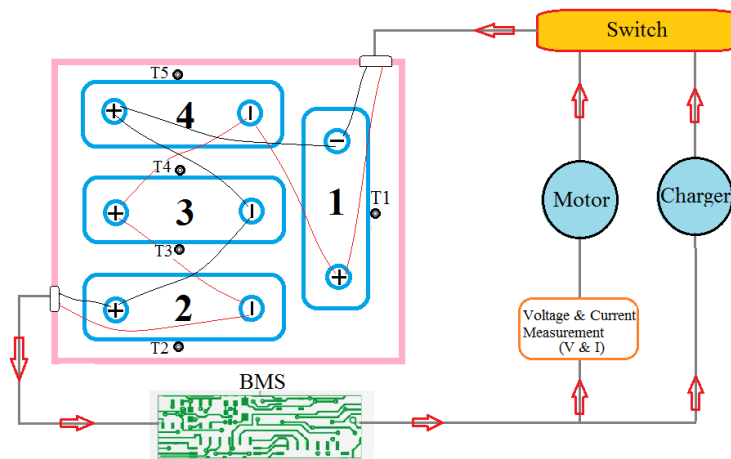 Switch
T5
+
4
−
−
T4
1
T1
Motor
Charger
+
3
−
T3
+
+
2
−
Voltage & Current
Measurement
(V & I)
T2
BMS